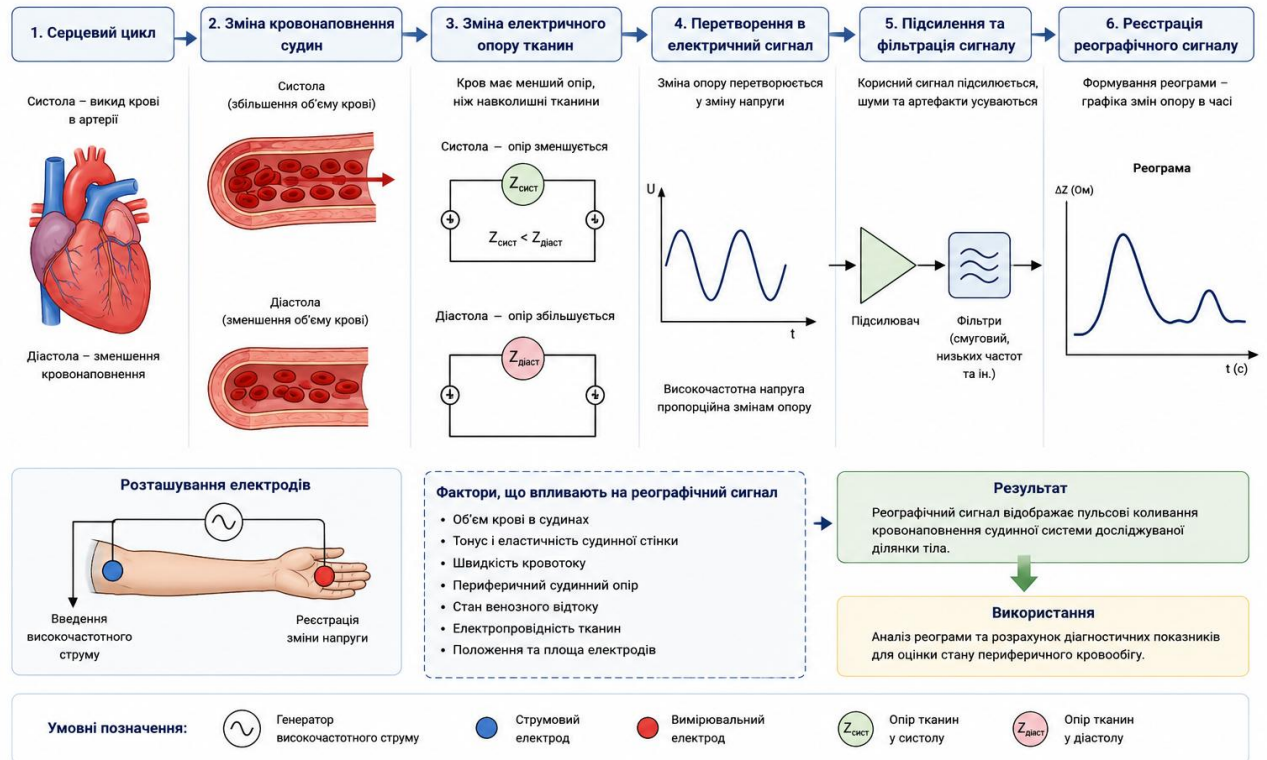 1. Серцевий цикл
2. Зміна кровонаповнення
судин
3. Зміна електричного
опору тканин
4. Перетворення в
електричний сигнал
5. Підсилення та
фільтрація сигналу
6. Реєстрація
реографічного сигналу
Систола – викид крові
в артерії
Діастола – зменшення
кровонаповнення
Систола
(збільшення об'єму крові)
Діастола
(зменшення об'єму крові)
Кров має менший опір,
ніж навколишні тканини
Систола – опір зменшується
Zсист
Zсист < Zдіаст
Діастола – опір збільшується
Zдіаст
Зміна опору перетворюється
у зміну напруги
U
t
Високочастотна напруга
пропорційна змінам опору
Корисний сигнал підсилюється,
шуми та артефакти усуваються
Підсилювач
Фільтри
(смуговий,
низьких частот
та ін.)
Формування реограми –
графіка змін опору в часі
Реограма
ΔZ (Ом)
t (с)
Розташування електродів
Введення
високочастотного
струму
Реєстрація
зміни напруги
Фактори, що впливають на реографічний сигнал
• Об'єм крові в судинах
• Тонус і еластичність судинної стінки
• Швидкість кровотоку
• Периферичний судинний опір
• Стан венозного відтоку
• Електропровідність тканин
• Положення та площа електродів
Результат
Реографічний сигнал відображає пульсові коливання
кровонаповнення судинної системи досліджуваної
ділянки тіла.
Використання
Аналіз реограми та розрахунок діагностичних показників
для оцінки стану периферичного кровообігу.
Умовні позначення:
Генератор
високочастотного струму
Струмовий
електрод
Вимірювальний
електрод
Zсист
Опір тканин
у систолу
Zдіаст
Опір тканин
у діастолу